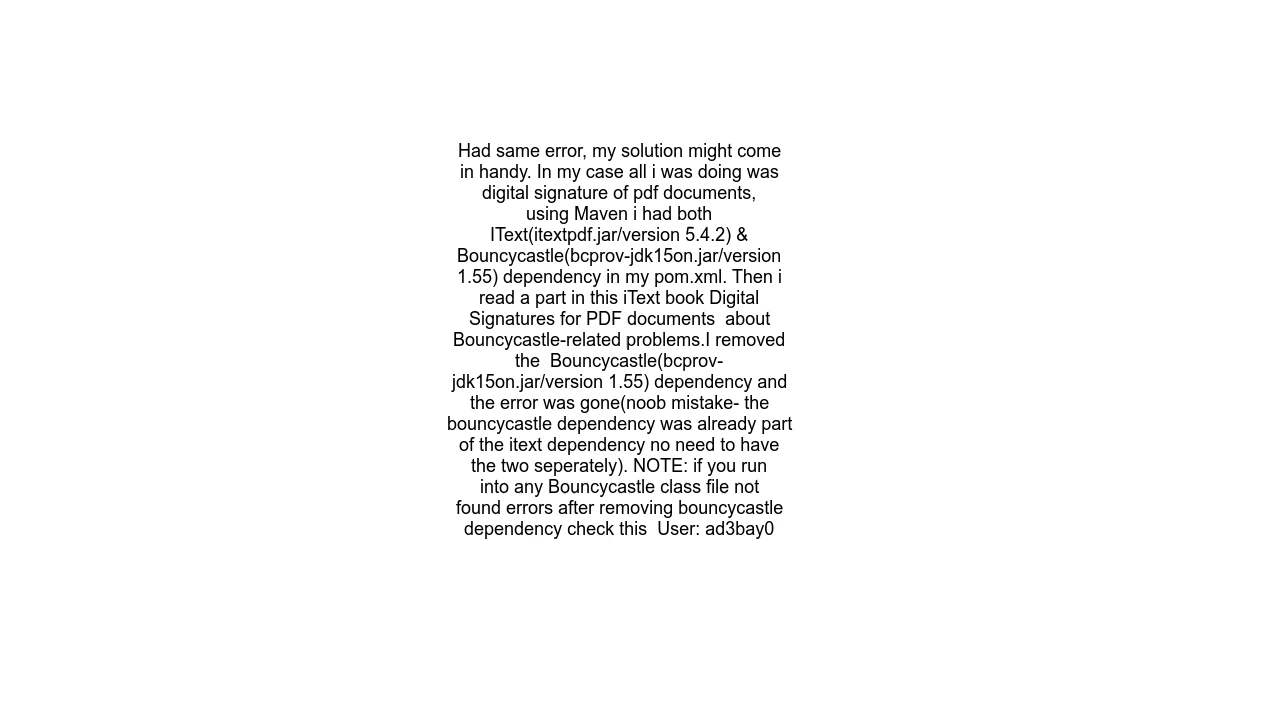 Had same error, my solution might come
in handy. In my case all i was doing was
digital signature of pdf documents,
using Maven i had both
IText(itextpdf.jar/version 5.4.2) &
Bouncycastle(bcprov-jdk15on.jar/version
1.55) dependency in my pom.xml. Then i
read a part in this iText book Digital
Signatures for PDF documents  about
Bouncycastle-related problems.I removed
the  Bouncycastle(bcprov-
jdk15on.jar/version 1.55) dependency and
the error was gone(noob mistake- the
bouncycastle dependency was already part
of the itext dependency no need to have
the two seperately). NOTE: if you run
into any Bouncycastle class file not
found errors after removing bouncycastle
dependency check this  User: ad3bay0